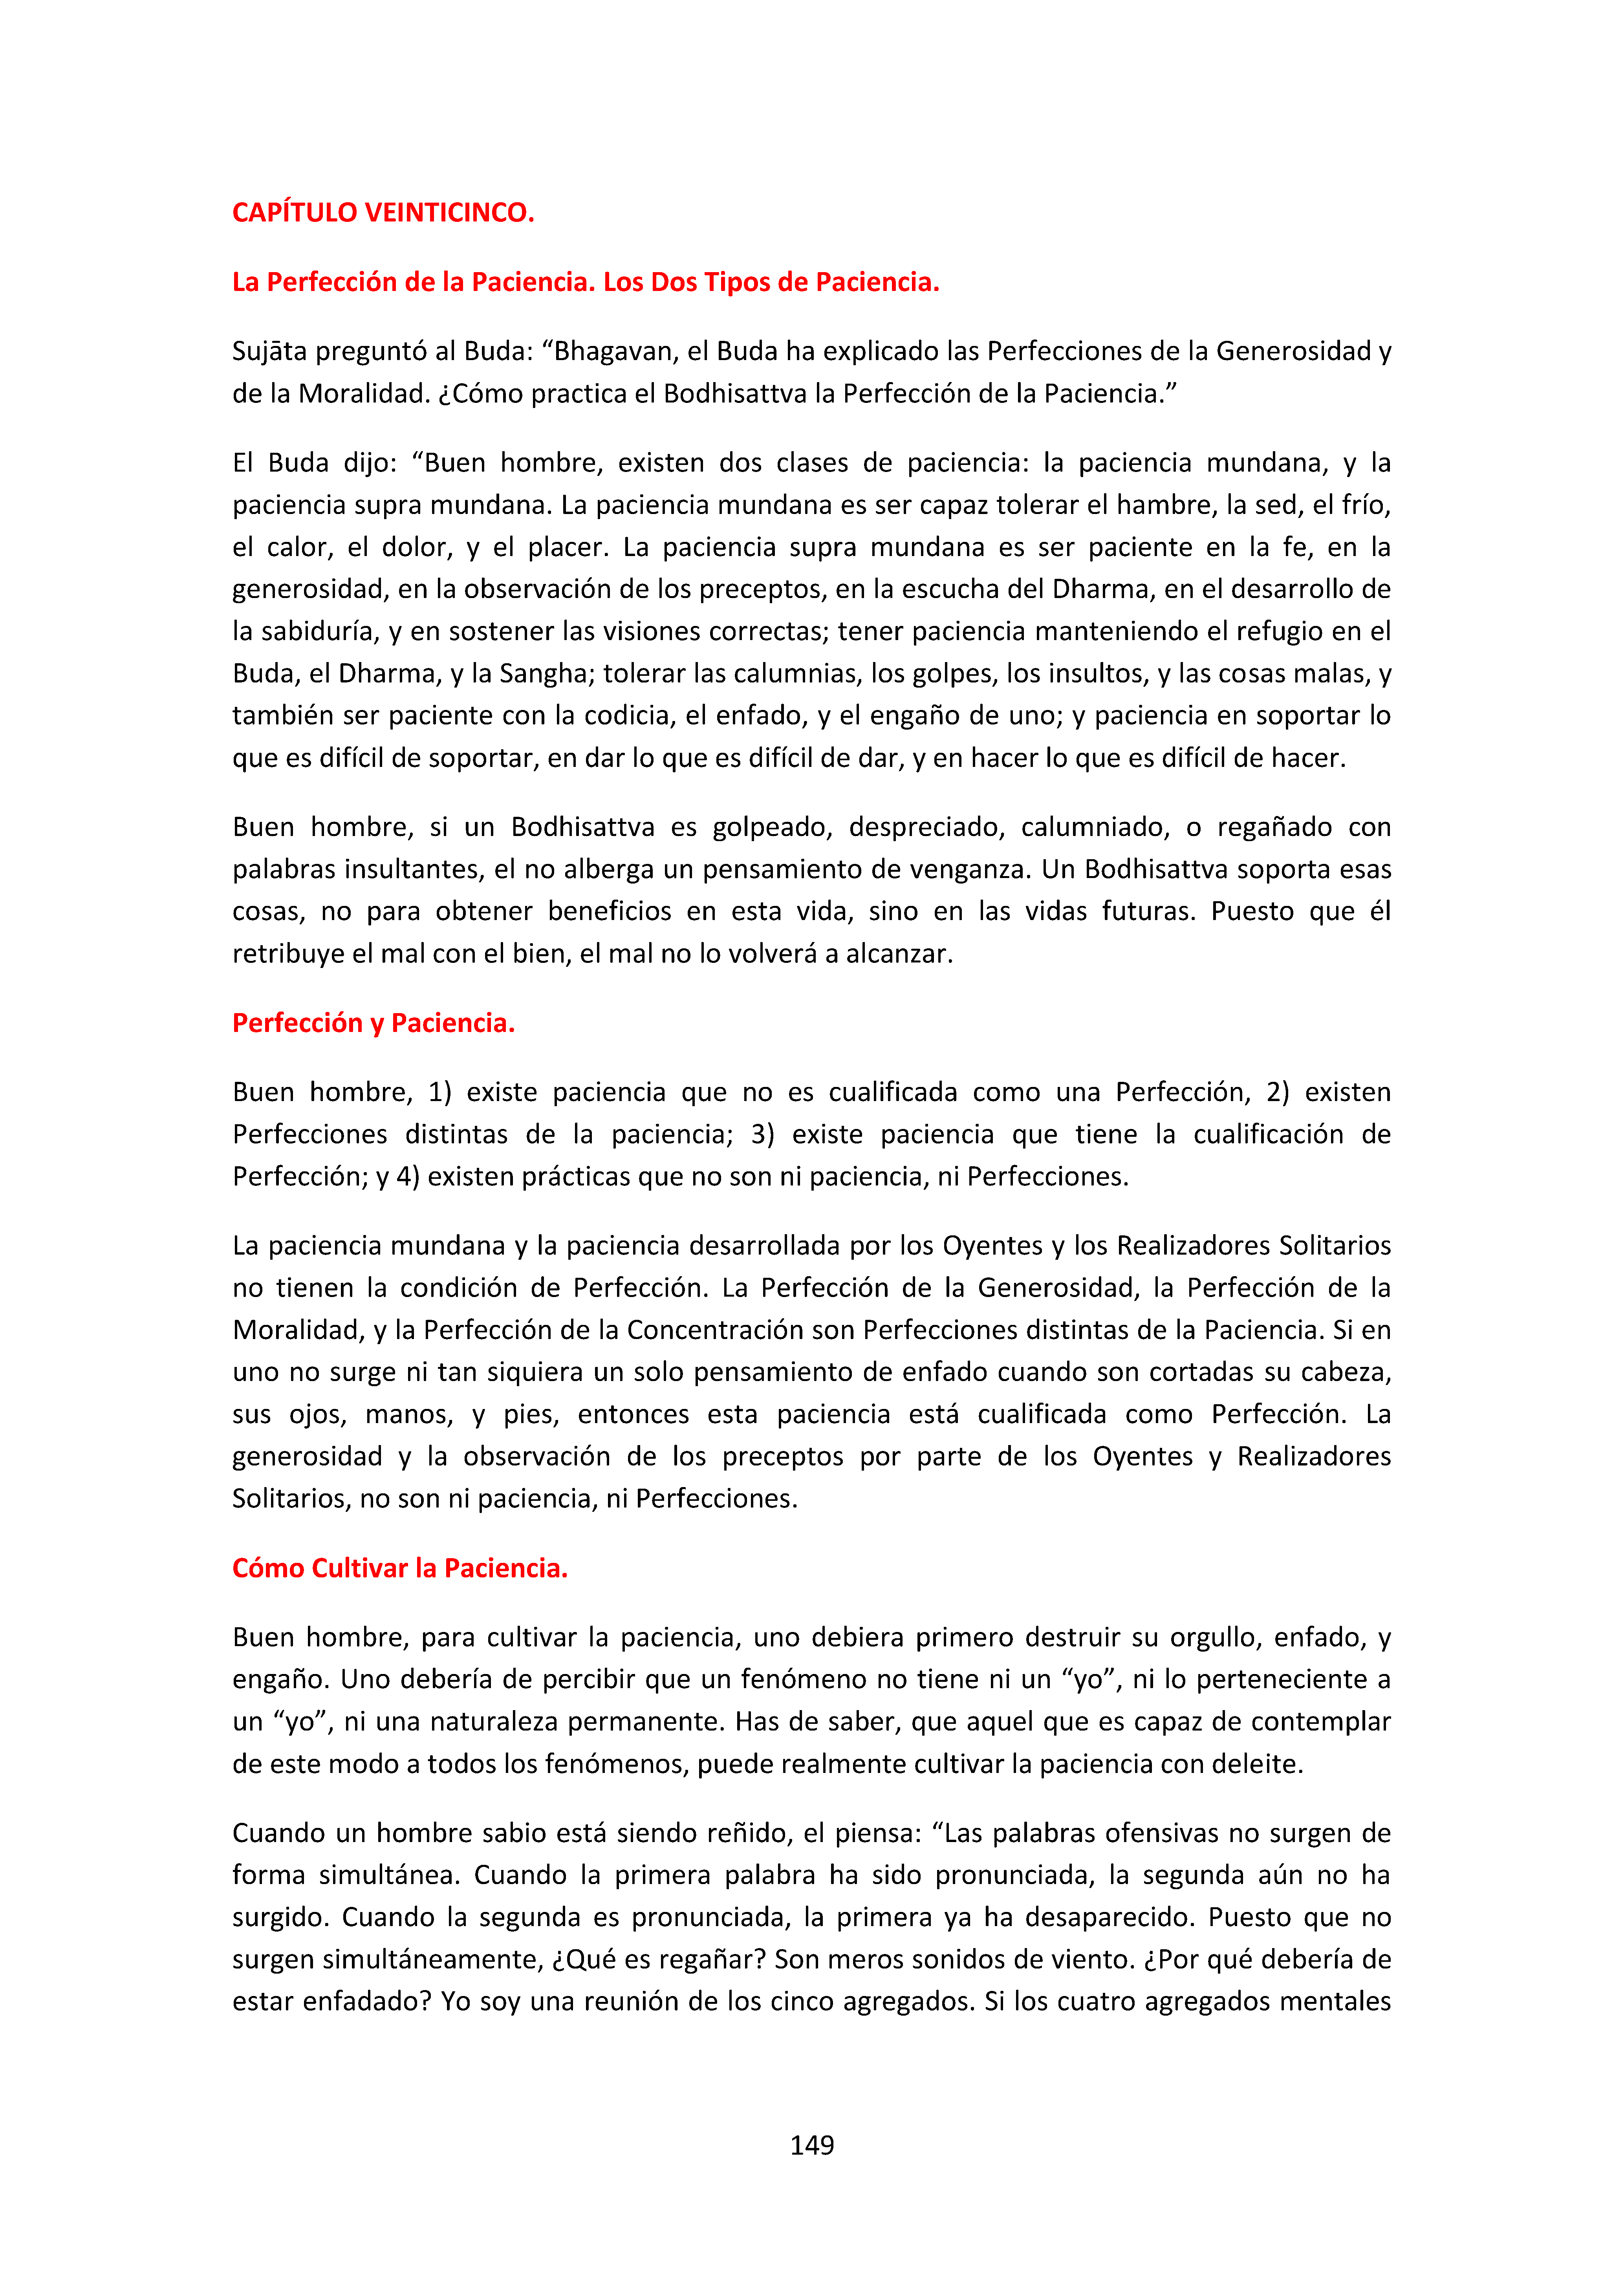 CAPÍTULO VEINTICINCO.
La Perfección de la Paciencia. Los Dos Tipos de Paciencia.
Sujāta preguntó al Buda: “Bhagavan, el Buda ha explicado las Perfecciones de la Generosidad y
de la Moralidad. ¿Cómo practica el Bodhisattva la Perfección de la Paciencia.”
El Buda dijo: “Buen hombre, existen dos clases de paciencia: la paciencia mundana, y la
paciencia supra mundana. La paciencia mundana es ser capaz tolerar el hambre, la sed, el frío,
el calor, el dolor, y el placer. La paciencia supra mundana es ser paciente en la fe, en la
generosidad, en la observación de los preceptos, en la escucha del Dharma, en el desarrollo de
la sabiduría, y en sostener las visiones correctas; tener paciencia manteniendo el refugio en el
Buda, el Dharma, y la Sangha; tolerar las calumnias, los golpes, los insultos, y las cosas malas, y
también ser paciente con la codicia, el enfado, y el engaño de uno; y paciencia en soportar lo
que es difícil de soportar, en dar lo que es difícil de dar, y en hacer lo que es difícil de hacer.
Buen hombre, si un Bodhisattva es golpeado, despreciado, calumniado, o regañado con
palabras insultantes, el no alberga un pensamiento de venganza. Un Bodhisattva soporta esas
cosas, no para obtener beneficios en esta vida, sino en las vidas futuras. Puesto que él
retribuye el mal con el bien, el mal no lo volverá a alcanzar.
Perfección y Paciencia.
Buen hombre, 1) existe paciencia que no es cualificada como una Perfección, 2) existen
Perfecciones distintas de la paciencia; 3) existe paciencia que tiene la cualificación de
Perfección; y 4) existen prácticas que no son ni paciencia, ni Perfecciones.
La paciencia mundana y la paciencia desarrollada por los Oyentes y los Realizadores Solitarios
no tienen la condición de Perfección. La Perfección de la Generosidad, la Perfección de la
Moralidad, y la Perfección de la Concentración son Perfecciones distintas de la Paciencia. Si en
uno no surge ni tan siquiera un solo pensamiento de enfado cuando son cortadas su cabeza,
sus ojos, manos, y pies, entonces esta paciencia está cualificada como Perfección. La
generosidad y la observación de los preceptos por parte de los Oyentes y Realizadores
Solitarios, no son ni paciencia, ni Perfecciones.
Cómo Cultivar la Paciencia.
Buen hombre, para cultivar la paciencia, uno debiera primero destruir su orgullo, enfado, y
engaño. Uno debería de percibir que un fenómeno no tiene ni un “yo”, ni lo perteneciente a
un “yo”, ni una naturaleza permanente. Has de saber, que aquel que es capaz de contemplar
de este modo a todos los fenómenos, puede realmente cultivar la paciencia con deleite.
Cuando un hombre sabio está siendo reñido, el piensa: “Las palabras ofensivas no surgen de
forma simultánea. Cuando la primera palabra ha sido pronunciada, la segunda aún no ha
surgido. Cuando la segunda es pronunciada, la primera ya ha desaparecido. Puesto que no
surgen simultáneamente, ¿Qué es regañar? Son meros sonidos de viento. ¿Por qué debería de
estar enfadado? Yo soy una reunión de los cinco agregados. Si los cuatro agregados mentales
149